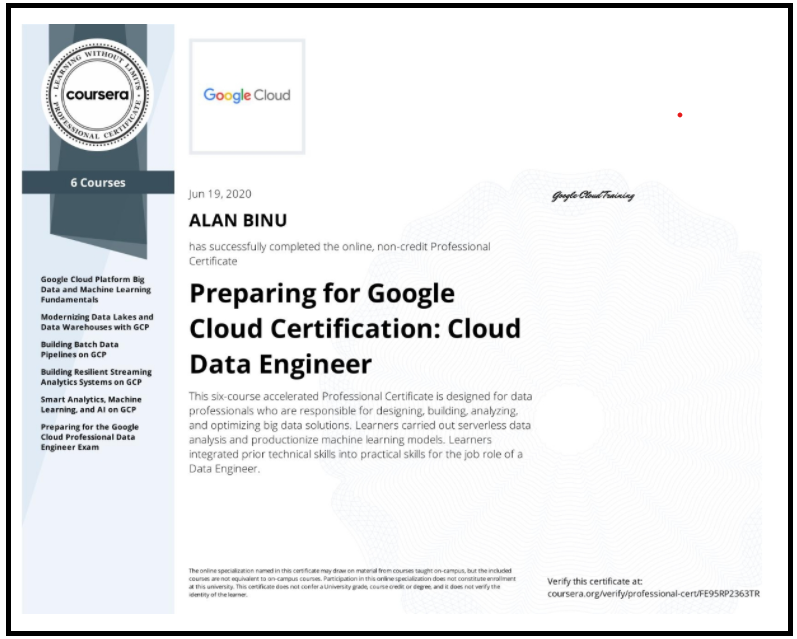 LEARNING WITHOUT LIMITS
coursera
PROFESSIONAL CERTIFICATE
6 Courses
Google Cloud Platform Big
Data and Machine Learning
Fundamentals
Modernizing Data Lakes and
Data Warehouses with GCP
Building Batch Data
Pipelines on GCP
Building Resilient Streaming
Analytics Systems on GCP
Smart Analytics, Machine
Learning, and AI on GCP
Preparing for the Google
Cloud Professional Data
Engineer Exam
Google Cloud
Jun 19, 2020
ALAN BINU
has successfully completed the online, non-credit Professional
Certificate
Preparing for Google
Cloud Certification: Cloud
Data Engineer
This six-course accelerated Professional Certificate is designed for data
professionals who are responsible for designing, building, analyzing,
and optimizing big data solutions. Learners carried out serverless data
analysis and productionize machine learning models. Learners
integrated prior technical skills into practical skills for the job role of a
Data Engineer.
Google Cloud Training
The online specialization named in this certificate may draw on material from courses taught on-campus, but the included
courses are not equivalent to on-campus courses. Participation in this online specialization does not constitute enrollment
at this university. This certificate does not confer a University grade, course credit or degree, and it does not verify the
identity of the learner.
Verify this certificate at:
coursera.org/verify/professional-cert/FE95RP2363TR